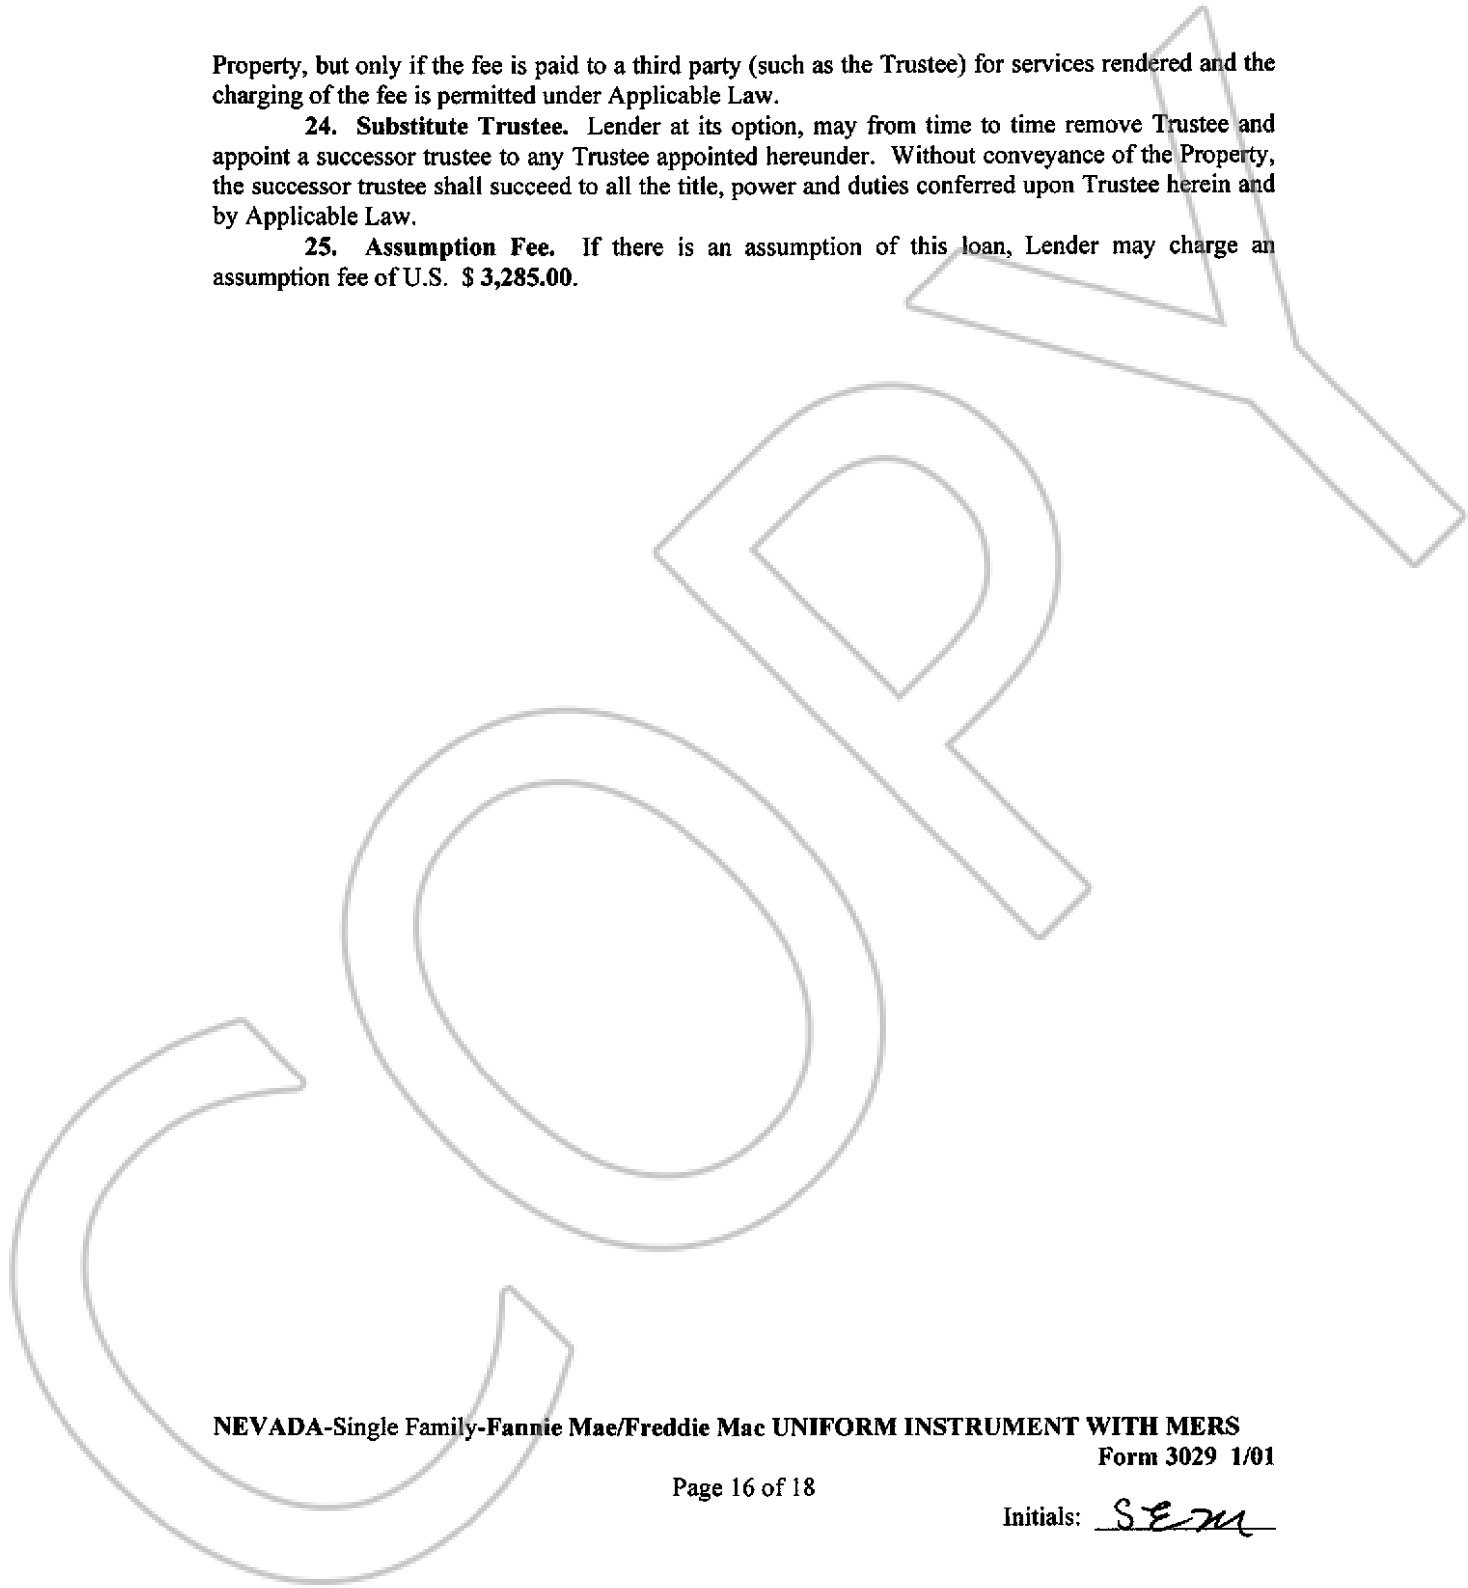 Property, but only if the fee is paid to a third party (such as the Trustee) for services rendered and the
charging of the fee is permitted under Applicable Law.
24. Substitute Trustee. Lender at its option, may from time to time remove Trustee and
appoint a successor trustee to any Trustee appointed hereunder. Without conveyance of the Property,
the successor trustee shall succeed to all the title, power and duties conferred upon Trustee herein and
by Applicable Law.
25. Assumption Fee. If there is an assumption of this loan, Lender may charge an
assumption fee of U.S. $ 3,285.00.
COPY
NEVADA-Single Family-Fannie Mae/Freddie Mac UNIFORM INSTRUMENT WITH MERS
Form 3029 1/01
Page 16 of 18
Initials: SEM